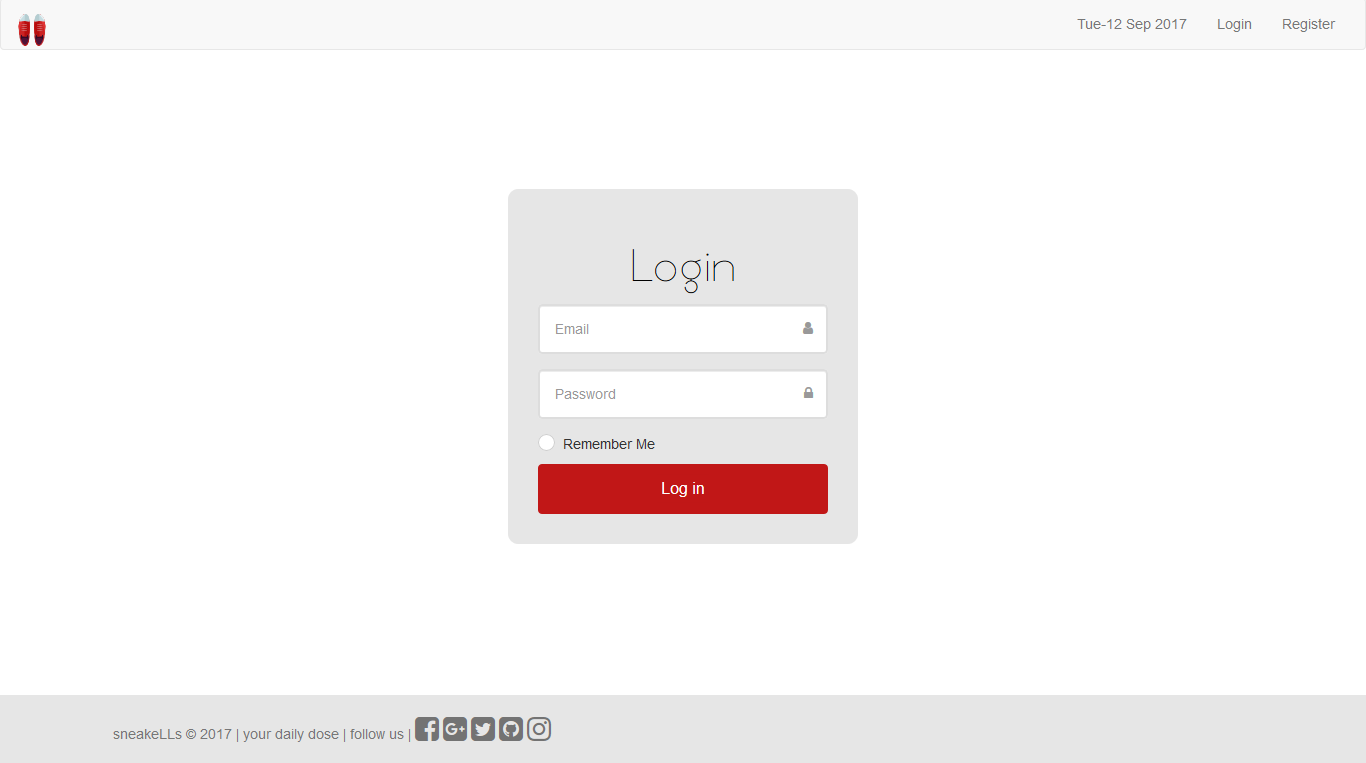 Tue-12 Sep 2017 Login Register
Login
Email
Password
Remember Me
Log in
sneakeLLs © 2017 | your daily dose | follow us |